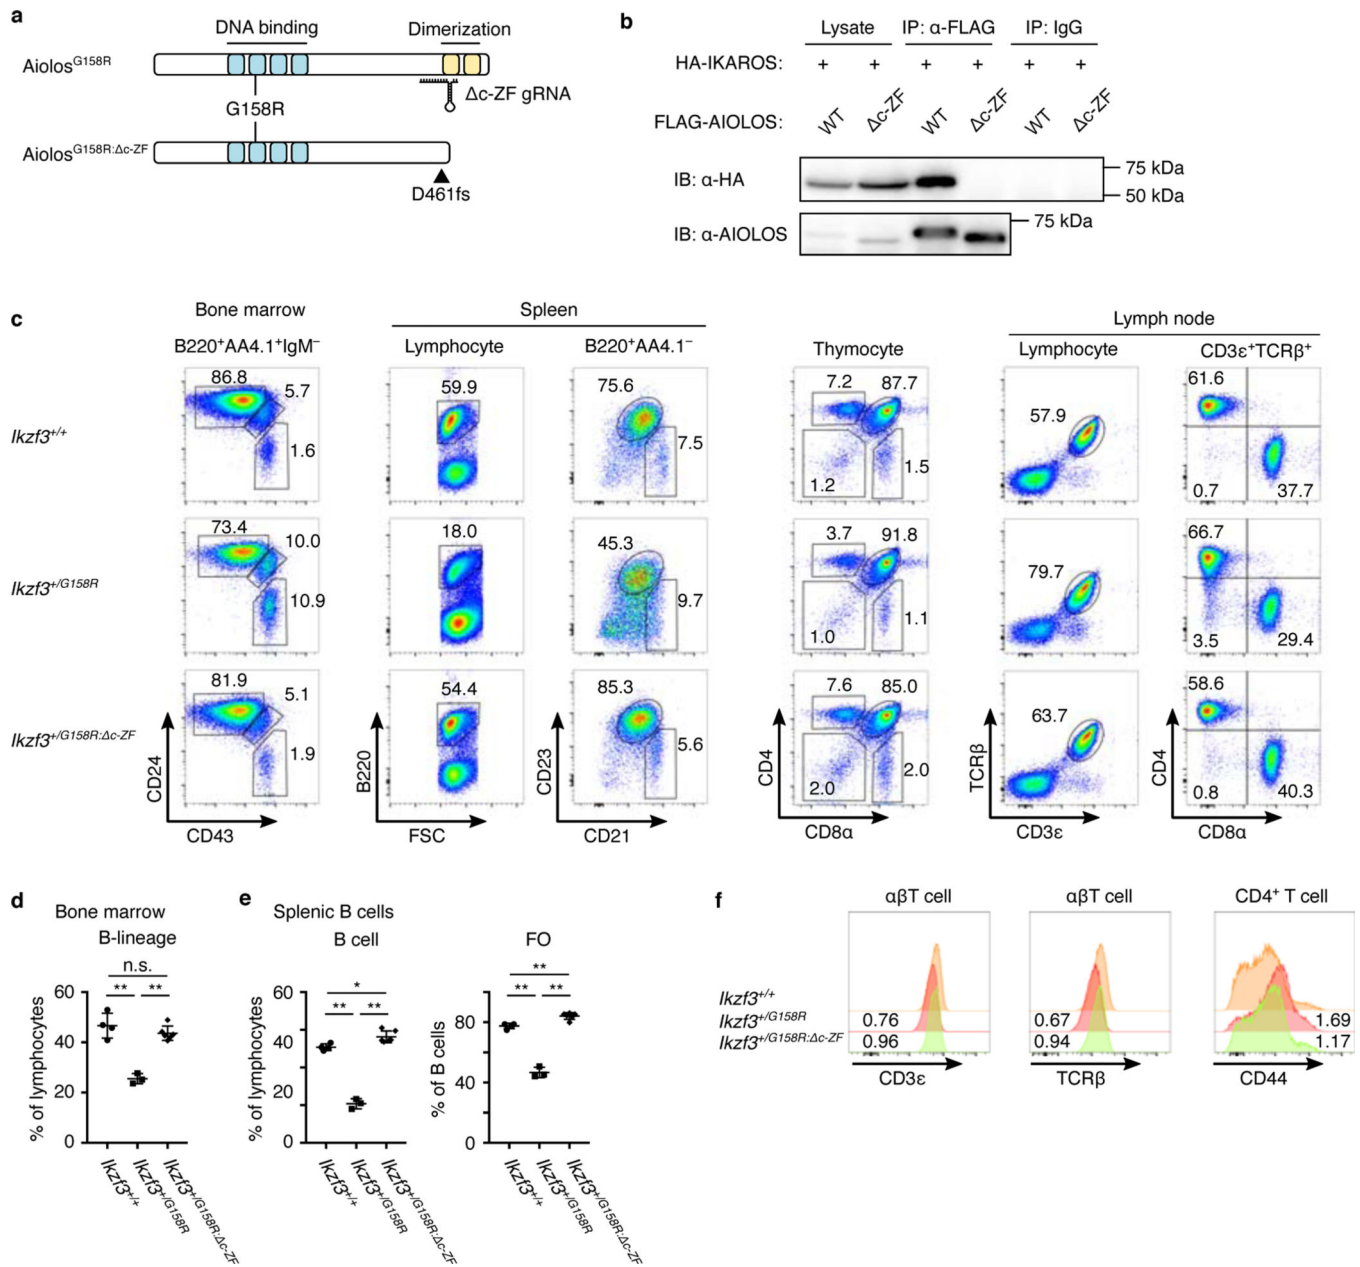 a
DNA binding Dimerization
Aiolos^G158R
G158R
Δc-ZF gRNA
Aiolos^G158R:Δc-ZF
D461fs
b
Lysate IP: α-FLAG IP: IgG
HA-IKAROS: + + + + + +
FLAG-AIOLOS: WT Δc-ZF WT Δc-ZF WT Δc-ZF
IB: α-HA
75 kDa
50 kDa
IB: α-AIOLOS
75 kDa
c
Bone marrow Spleen Lymph node
B220⁺AA4.1⁺IgM⁻ Lymphocyte B220⁺AA4.1⁻ Thymocyte Lymphocyte CD3ε⁺TCRβ⁺
Ikzf3^+/+
86.8 5.7 1.6 59.9 75.6 7.5 7.2 87.7 1.2 1.5 57.9 61.6 0.7 37.7
Ikzf3^+/G158R
73.4 10.0 10.9 18.0 45.3 9.7 3.7 91.8 1.0 1.1 79.7 66.7 3.5 29.4
Ikzf3^+/G158R:Δc-ZF
81.9 5.1 1.9 54.4 85.3 5.6 7.6 85.0 2.0 2.0 63.7 58.6 0.8 40.3
CD24 B220 CD23 CD4 TCRβ CD4
CD43 FSC CD21 CD8α CD3ε CD8α
d
Bone marrow
B-lineage
n.s.
** **
% of lymphocytes
60
40
20
0
Ikzf3^+/+ Ikzf3^+/G158R Ikzf3^+/G158R:Δc-ZF
e
Splenic B cells
B cell
*
** **
% of lymphocytes
60
40
20
0
Ikzf3^+/+ Ikzf3^+/G158R Ikzf3^+/G158R:Δc-ZF
FO
**
** **
% of B cells
80
40
0
Ikzf3^+/+ Ikzf3^+/G158R Ikzf3^+/G158R:Δc-ZF
f
αβT cell αβT cell CD4⁺ T cell
Ikzf3^+/+
Ikzf3^+/G158R 0.76 0.67 1.69
Ikzf3^+/G158R:Δc-ZF 0.96 0.94 1.17
CD3ε TCRβ CD44